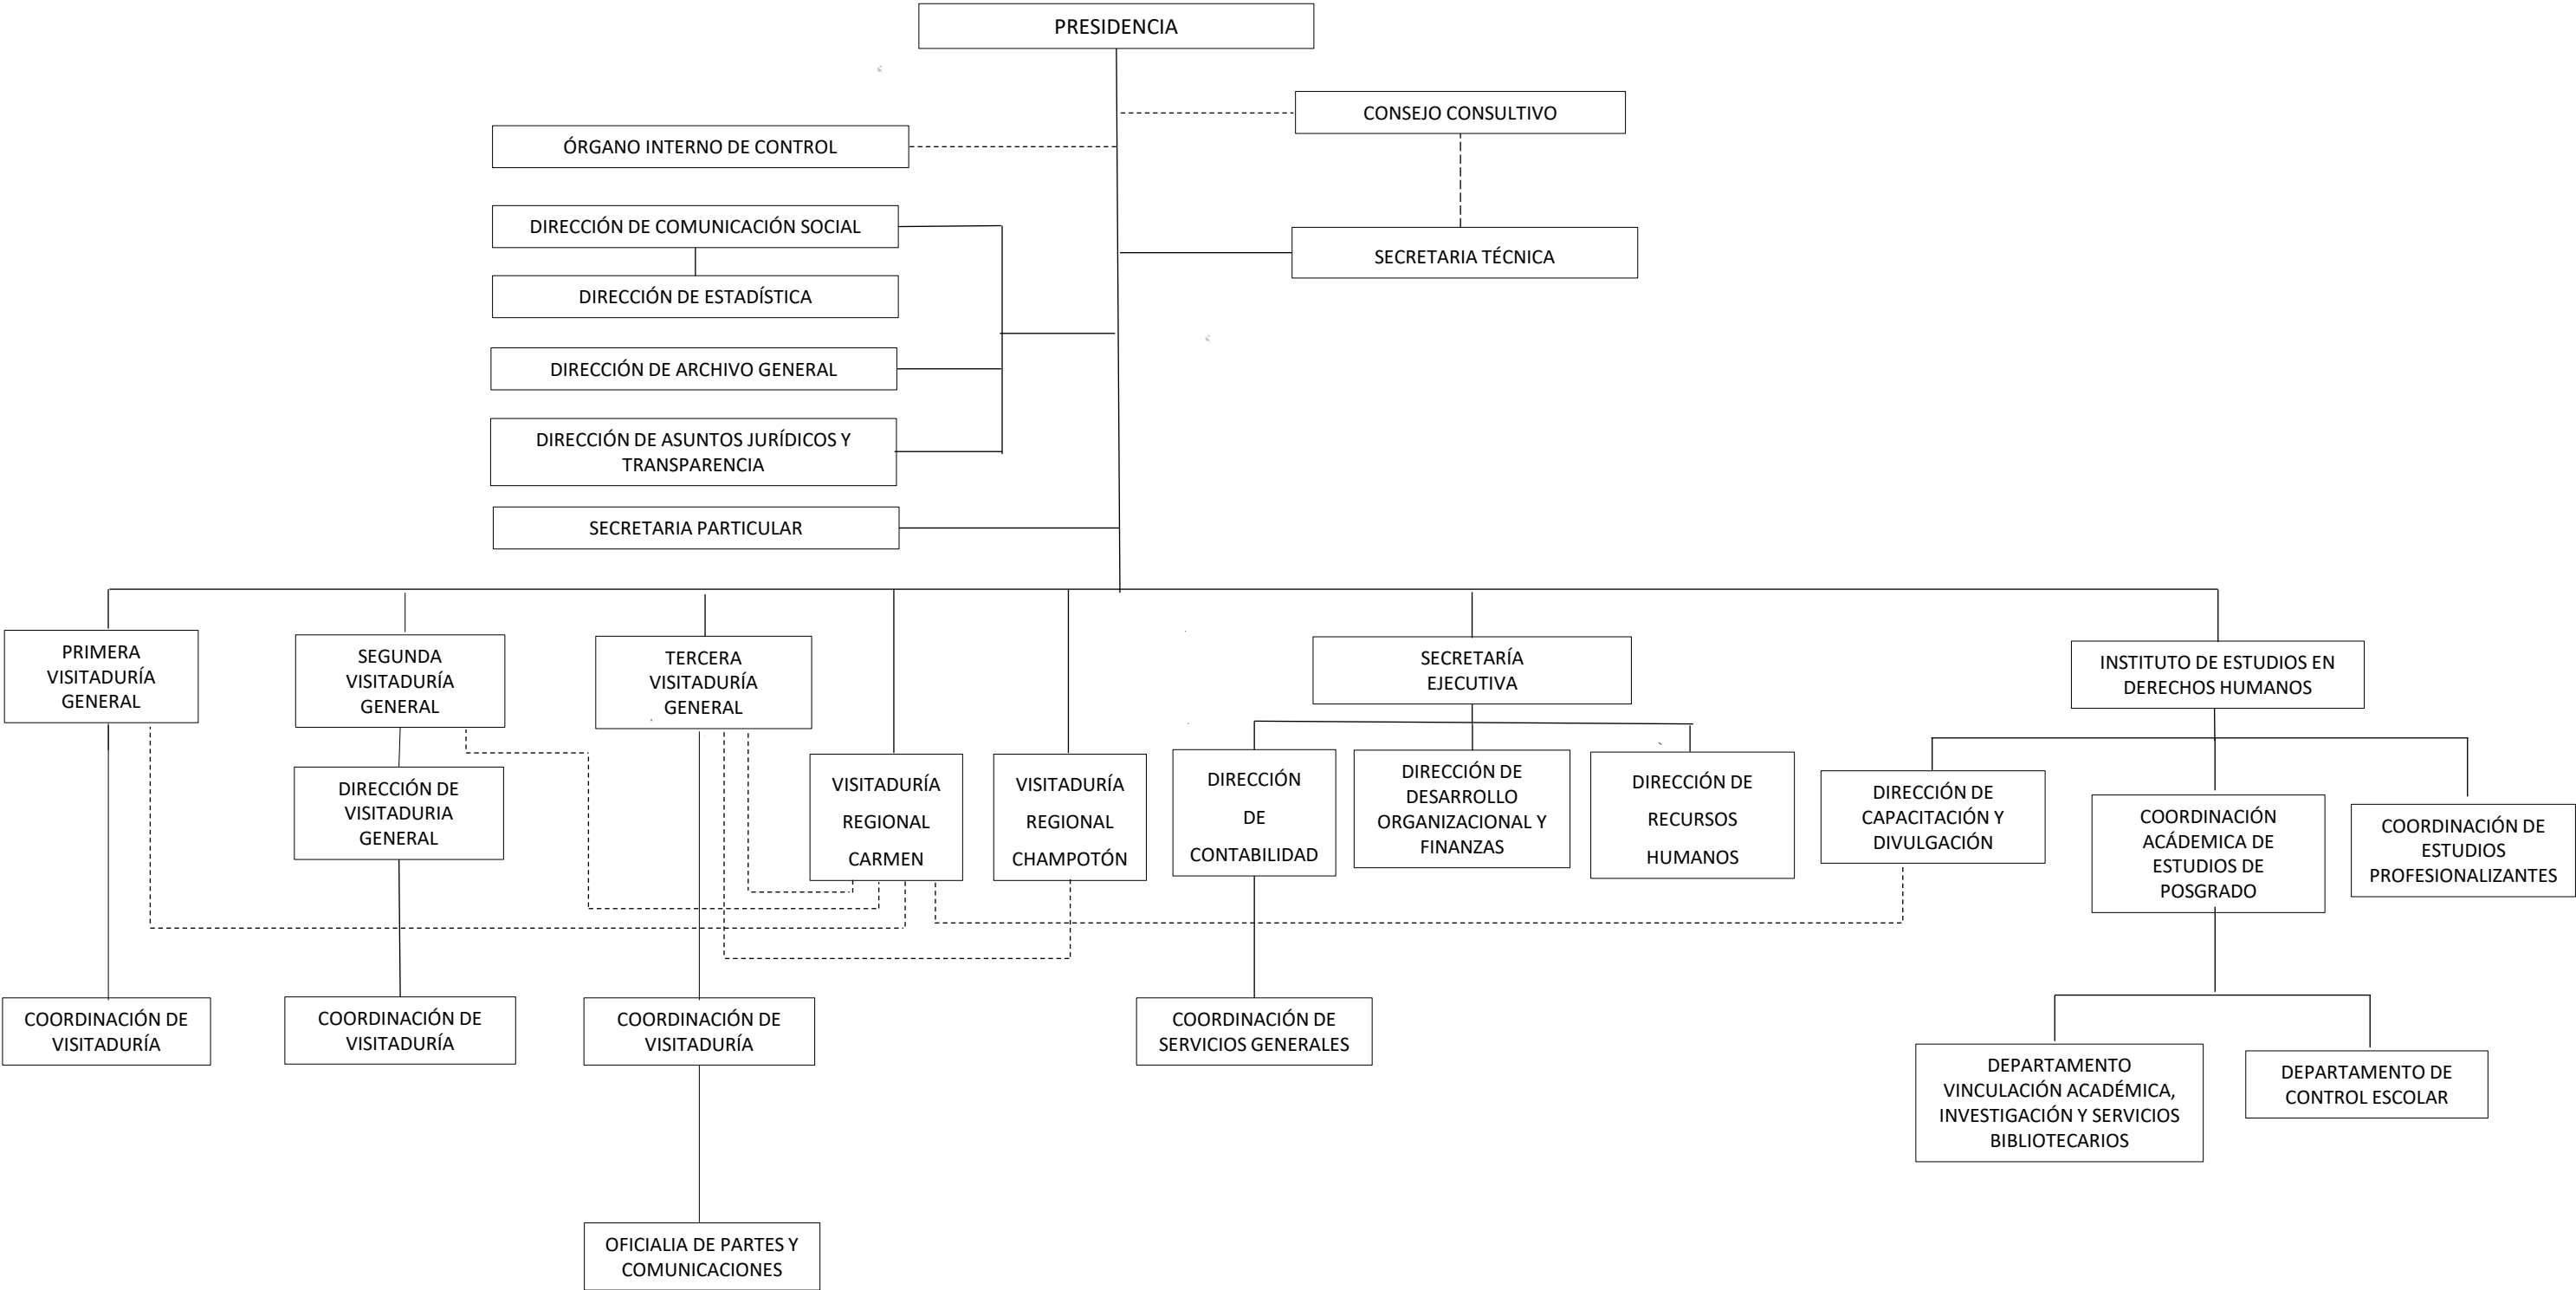 PRESIDENCIA
CONSEJO CONSULTIVO
ÓRGANO INTERNO DE CONTROL
DIRECCIÓN DE COMUNICACIÓN SOCIAL
SECRETARIA TÉCNICA
DIRECCIÓN DE ESTADÍSTICA
DIRECCIÓN DE ARCHIVO GENERAL
DIRECCIÓN DE ASUNTOS JURÍDICOS Y
TRANSPARENCIA
SECRETARIA PARTICULAR
PRIMERA
VISITADURÍA
GENERAL
SEGUNDA
VISITADURÍA
GENERAL
TERCERA
VISITADURÍA
GENERAL
SECRETARÍA
EJECUTIVA
INSTITUTO DE ESTUDIOS EN
DERECHOS HUMANOS
DIRECCIÓN DE
VISITADURIA
GENERAL
VISITADURÍA
REGIONAL
CARMEN
VISITADURÍA
REGIONAL
CHAMPOTÓN
DIRECCIÓN
DE
CONTABILIDAD
DIRECCIÓN DE
DESARROLLO
ORGANIZACIONAL Y
FINANZAS
DIRECCIÓN DE
RECURSOS
HUMANOS
DIRECCIÓN DE
CAPACITACIÓN Y
DIVULGACIÓN
COORDINACIÓN
ACÁDEMICA DE
ESTUDIOS DE
POSGRADO
COORDINACIÓN DE
ESTUDIOS
PROFESIONALIZANTES
COORDINACIÓN DE
VISITADURÍA
COORDINACIÓN DE
VISITADURÍA
COORDINACIÓN DE
VISITADURÍA
COORDINACIÓN DE
SERVICIOS GENERALES
DEPARTAMENTO
VINCULACIÓN ACADÉMICA,
INVESTIGACIÓN Y SERVICIOS
BIBLIOTECARIOS
DEPARTAMENTO DE
CONTROL ESCOLAR
OFICIALIA DE PARTES Y
COMUNICACIONES